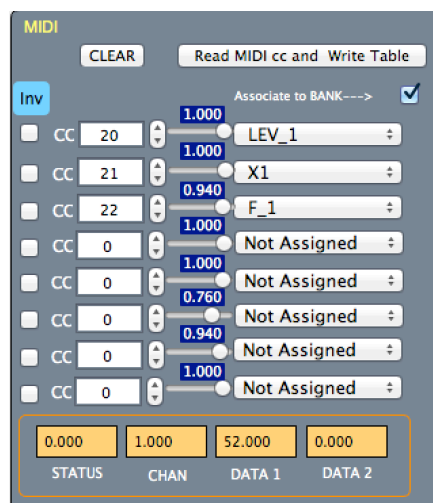 MIDI
CLEAR Read MIDI cc and Write Table
Inv Associate to BANK--->
1.000
CC 20 LEV_1
1.000
CC 21 X1
0.940
CC 22 F_1
1.000
CC 0 Not Assigned
1.000
CC 0 Not Assigned
0.760
CC 0 Not Assigned
0.940
CC 0 Not Assigned
1.000
CC 0 Not Assigned
0.000 1.000 52.000 0.000
STATUS CHAN DATA 1 DATA 2